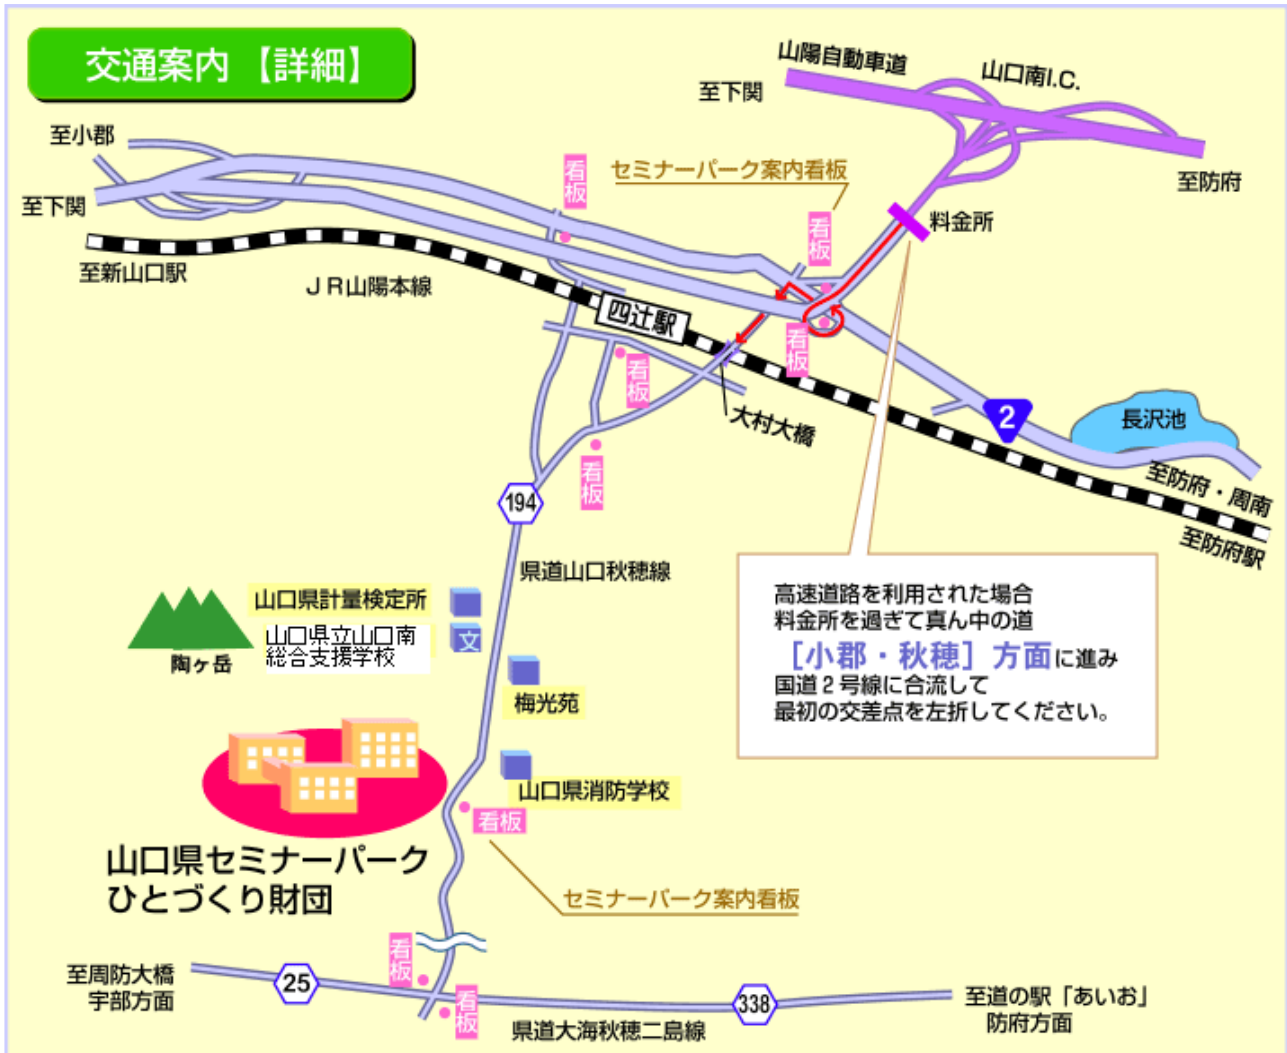 交通案内【詳細】
山陽自動車道
山口南I.C.
至下関
至防府
至小郡
至下関
セミナーパーク案内看板
看板
看板
料金所
至新山口駅
JR山陽本線
四辻駅
看板
看板
大村大橋
2
長沢池
至防府・周南
至防府駅
看板
194
県道山口秋穂線
高速道路を利用された場合
料金所を過ぎて真ん中の道
［小郡・秋穂］方面に進み
国道2号線に合流して
最初の交差点を左折してください。
山口県計量検定所
山口県立山口南
総合支援学校
文
陶ヶ岳
梅光苑
山口県消防学校
看板
山口県セミナーパーク
ひとづくり財団
セミナーパーク案内看板
看板
至周防大橋
宇部方面
25
看板
県道大海秋穂二島線
338
至道の駅「あいお」
防府方面